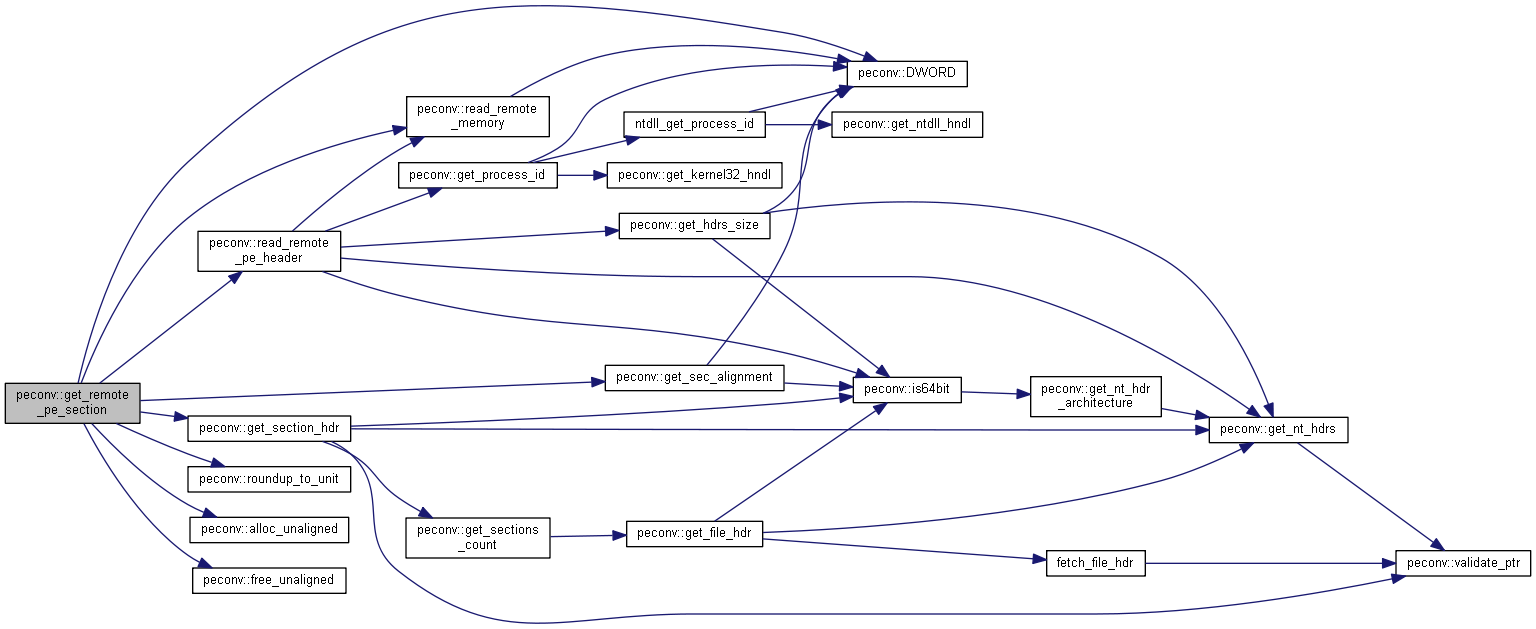 peconv::DWORD
peconv::read_remote
_memory
ntdll_get_process_id
peconv::get_ntdll_hndl
peconv::get_process_id
peconv::get_kernel32_hndl
peconv::get_hdrs_size
peconv::read_remote
_pe_header
peconv::get_sec_alignment
peconv::is64bit
peconv::get_nt_hdr
_architecture
peconv::get_remote
_pe_section
peconv::get_section_hdr
peconv::get_nt_hdrs
peconv::roundup_to_unit
peconv::alloc_unaligned
peconv::get_sections
_count
peconv::get_file_hdr
fetch_file_hdr
peconv::validate_ptr
peconv::free_unaligned